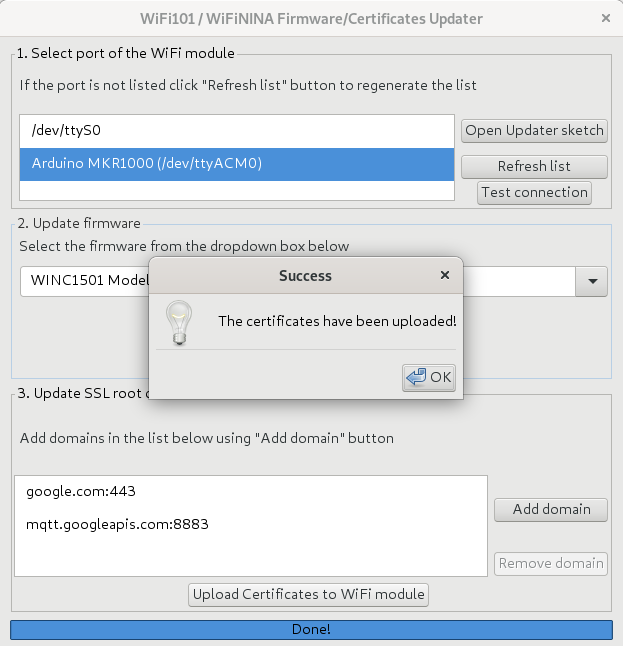 WiFi101 / WiFiNINA Firmware/Certificates Updater
1. Select port of the WiFi module
If the port is not listed click "Refresh list" button to regenerate the list
/dev/ttyS0
Arduino MKR1000 (/dev/ttyACM0)
Open Updater sketch
Refresh list
Test connection
2. Update firmware
Select the firmware from the dropdown box below
WINC1501 Model
Success
The certificates have been uploaded!
OK
3. Update SSL root
Add domains in the list below using "Add domain" button
google.com:443
mqtt.googleapis.com:8883
Add domain
Remove domain
Upload Certificates to WiFi module
Done!